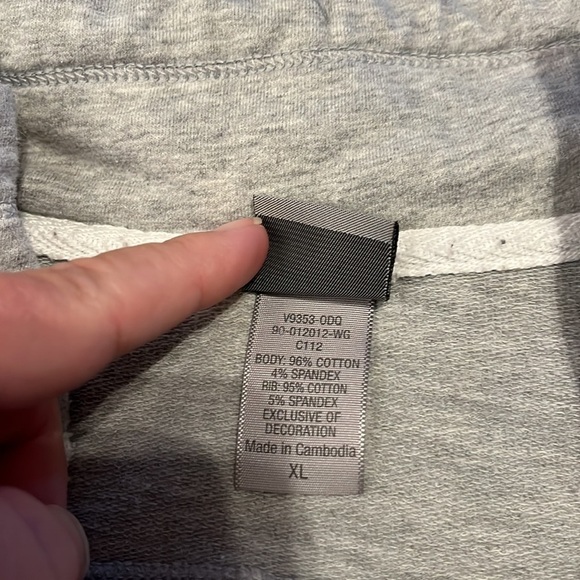 V9353-0DQ
90-012012-WG
C112
BODY: 96% COTTON
4% SPANDEX
RIB: 95% COTTON
5% SPANDEX
EXCLUSIVE OF
DECORATION
Made in Cambodia
XL